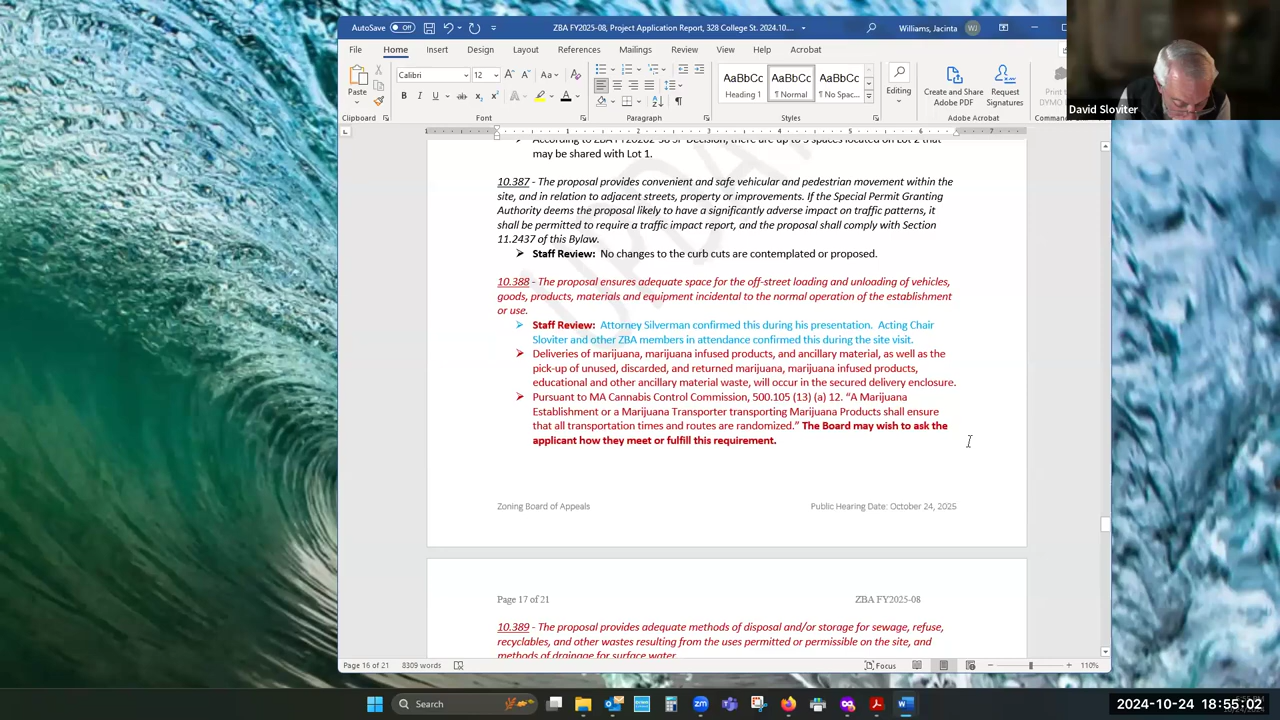 AutoSave
Off
ZBA FY2025-08, Project Application Report, 328 College St. 2024.10....
Williams, Jacinta
WJ
File
Home
Insert
Design
Layout
References
Mailings
Review
View
Help
Acrobat
Paste
Clipboard
Calibri
12
Font
Paragraph
AaBbCc
Heading 1
AaBbCc
¶ Normal
AaBbCc
¶ No Spac...
Styles
Editing
Create and Share
Adobe PDF
Request
Signatures
Adobe Acrobat
Print to
DYMO
David Sloviter
may be shared with Lot 1.
10.387 - The proposal provides convenient and safe vehicular and pedestrian movement within the
site, and in relation to adjacent streets, property or improvements. If the Special Permit Granting
Authority deems the proposal likely to have a significantly adverse impact on traffic patterns, it
shall be permitted to require a traffic impact report, and the proposal shall comply with Section
11.2437 of this Bylaw.
Staff Review: No changes to the curb cuts are contemplated or proposed.
10.388 - The proposal ensures adequate space for the off-street loading and unloading of vehicles,
goods, products, materials and equipment incidental to the normal operation of the establishment
or use.
Staff Review: Attorney Silverman confirmed this during his presentation. Acting Chair
Sloviter and other ZBA members in attendance confirmed this during the site visit.
Deliveries of marijuana, marijuana infused products, and ancillary material, as well as the
pick-up of unused, discarded, and returned marijuana, marijuana infused products,
educational and other ancillary material waste, will occur in the secured delivery enclosure.
Pursuant to MA Cannabis Control Commission, 500.105 (13) (a) 12. “A Marijuana
Establishment or a Marijuana Transporter transporting Marijuana Products shall ensure
that all transportation times and routes are randomized.” The Board may wish to ask the
applicant how they meet or fulfill this requirement.
Zoning Board of Appeals
Public Hearing Date: October 24, 2025
Page 17 of 21
ZBA FY2025-08
10.389 - The proposal provides adequate methods of disposal and/or storage for sewage, refuse,
recyclables, and other wastes resulting from the uses permitted or permissible on the site, and
methods of drainage for surface water.
Page 16 of 21
8309 words
Focus
110%
Search
2024-10-24 18:55:02